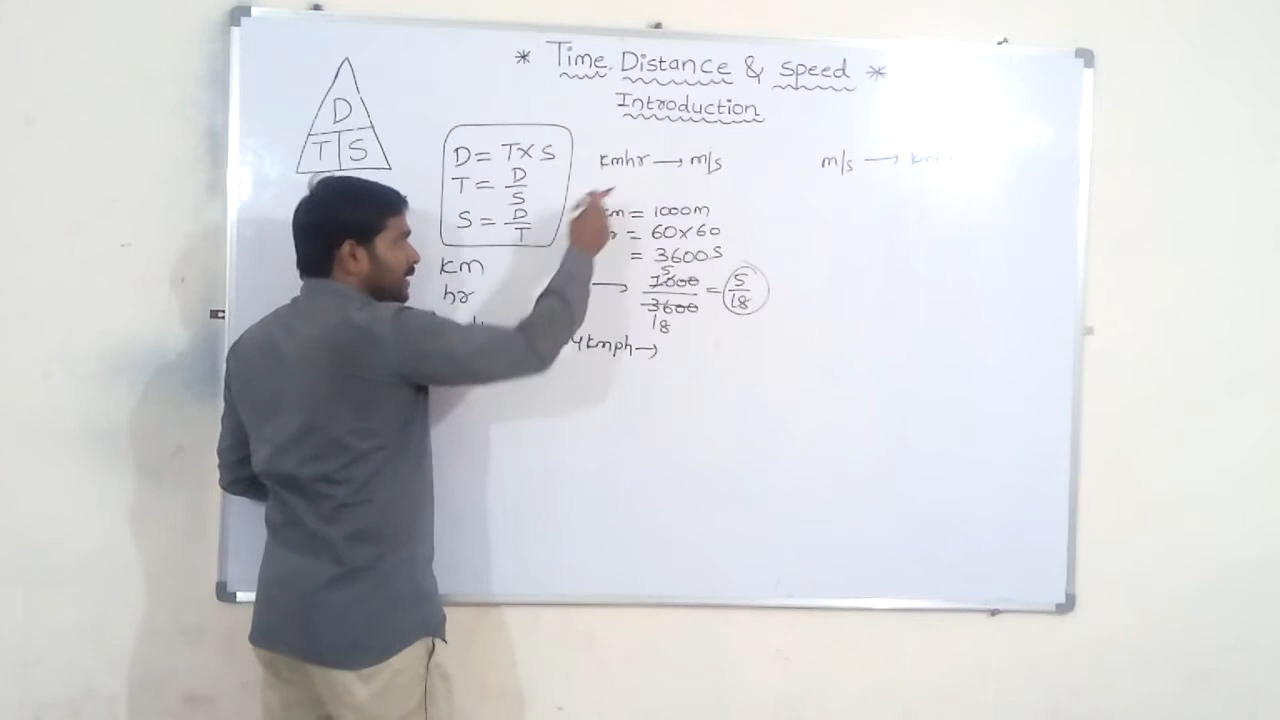 * Time, Distance & Speed *
Introduction
D
T S
D = T × S
T = D/S
S = D/T
km
hr
kmhr → m/s
m/s →
= 1000m
= 60×60
= 3600s
→ 1000/3600 = 5/18
5
18
kmph →